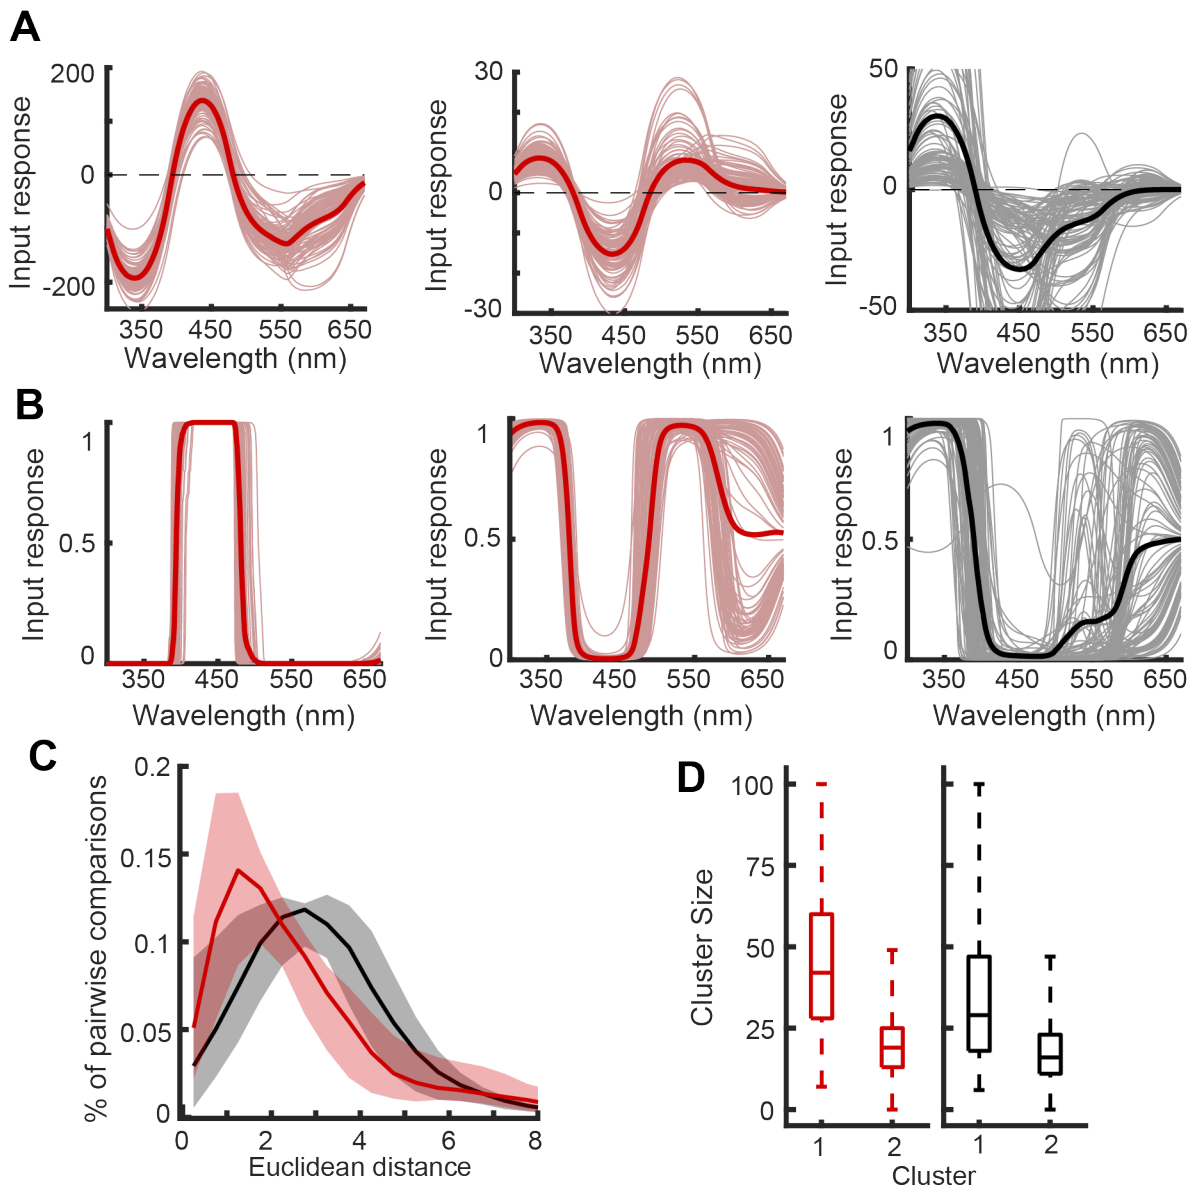 A
Input response
200
0
-200
350 450 550 650
Wavelength (nm)
Input response
30
0
-30
350 450 550 650
Wavelength (nm)
Input response
50
0
-50
350 450 550 650
Wavelength (nm)
B
Input response
1
0.5
0
350 450 550 650
Wavelength (nm)
Input response
1
0.5
0
350 450 550 650
Wavelength (nm)
Input response
1
0.5
0
350 450 550 650
Wavelength (nm)
C
% of pairwise comparisons
0.2
0.15
0.1
0.05
0
0 2 4 6 8
Euclidean distance
D
Cluster Size
100
75
50
25
0
1 2 1 2
Cluster